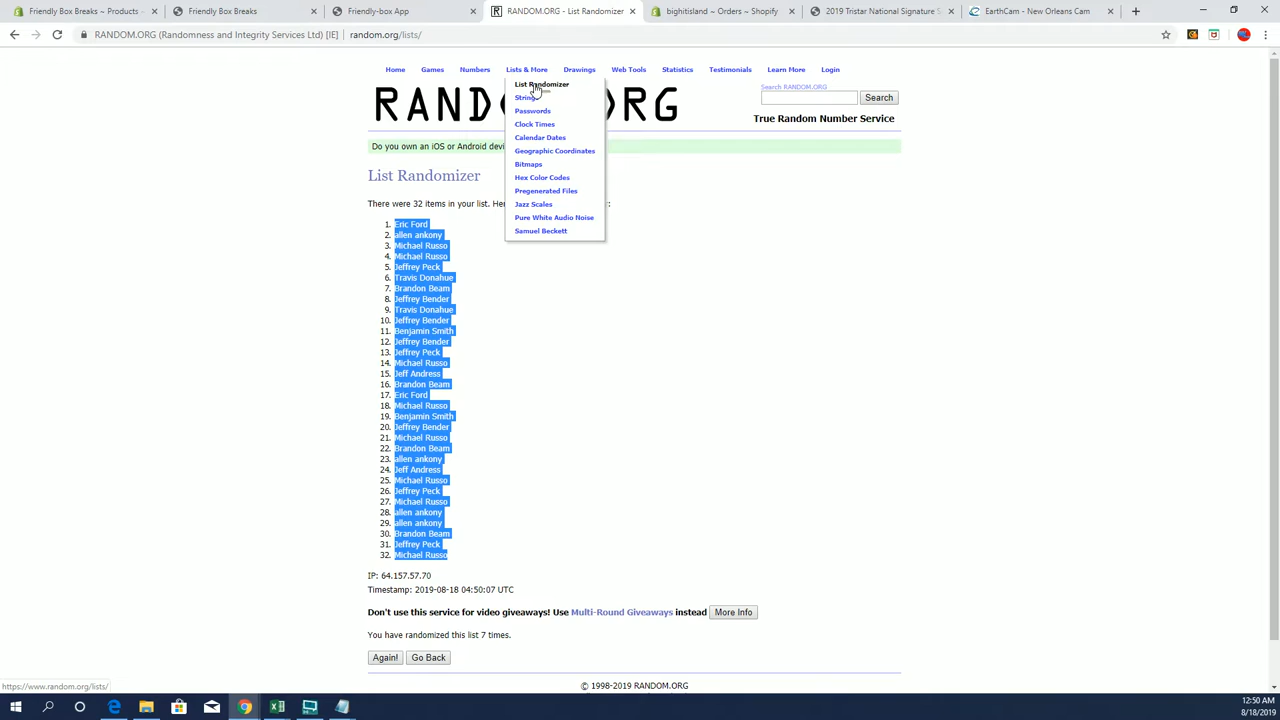 Friendly Box Breaks ~ Products -
Friendly Box Breaks
Friendly-box App
RANDOM.ORG - List Randomizer
bightisland ~ Orders ~ Shopify
2019 Tristar National Signature S
EarthCam - New Orleans Cam
RANDOM.ORG (Randomness and Integrity Services Ltd) [IE] | random.org/lists/
Home Games Numbers Lists & More Drawings Web Tools Statistics Testimonials Learn More Login
List Randomizer
Strings
Passwords
Clock Times
Calendar Dates
Geographic Coordinates
Bitmaps
Hex Color Codes
Pregenerated Files
Jazz Scales
Pure White Audio Noise
Samuel Beckett
Search RANDOM.ORG
Search
True Random Number Service
Do you own an iOS or Android devi
List Randomizer
There were 32 items in your list. Her
1. Eric Ford
2. allen ankony
3. Michael Russo
4. Michael Russo
5. Jeffrey Peck
6. Travis Donahue
7. Brandon Beam
8. Jeffrey Bender
9. Travis Donahue
10. Jeffrey Bender
11. Benjamin Smith
12. Jeffrey Bender
13. Jeffrey Peck
14. Michael Russo
15. Jeff Andress
16. Brandon Beam
17. Eric Ford
18. Michael Russo
19. Benjamin Smith
20. Jeffrey Bender
21. Michael Russo
22. Brandon Beam
23. allen ankony
24. Jeff Andress
25. Michael Russo
26. Jeffrey Peck
27. Michael Russo
28. allen ankony
29. allen ankony
30. Brandon Beam
31. Jeffrey Peck
32. Michael Russo
IP: 64.157.57.70
Timestamp: 2019-08-18 04:50:07 UTC
Don't use this service for video giveaways! Use Multi-Round Giveaways instead More Info
You have randomized this list 7 times.
Again! Go Back
https://www.random.org/lists/
© 1998-2019 RANDOM.ORG
12:50 AM
8/18/2019